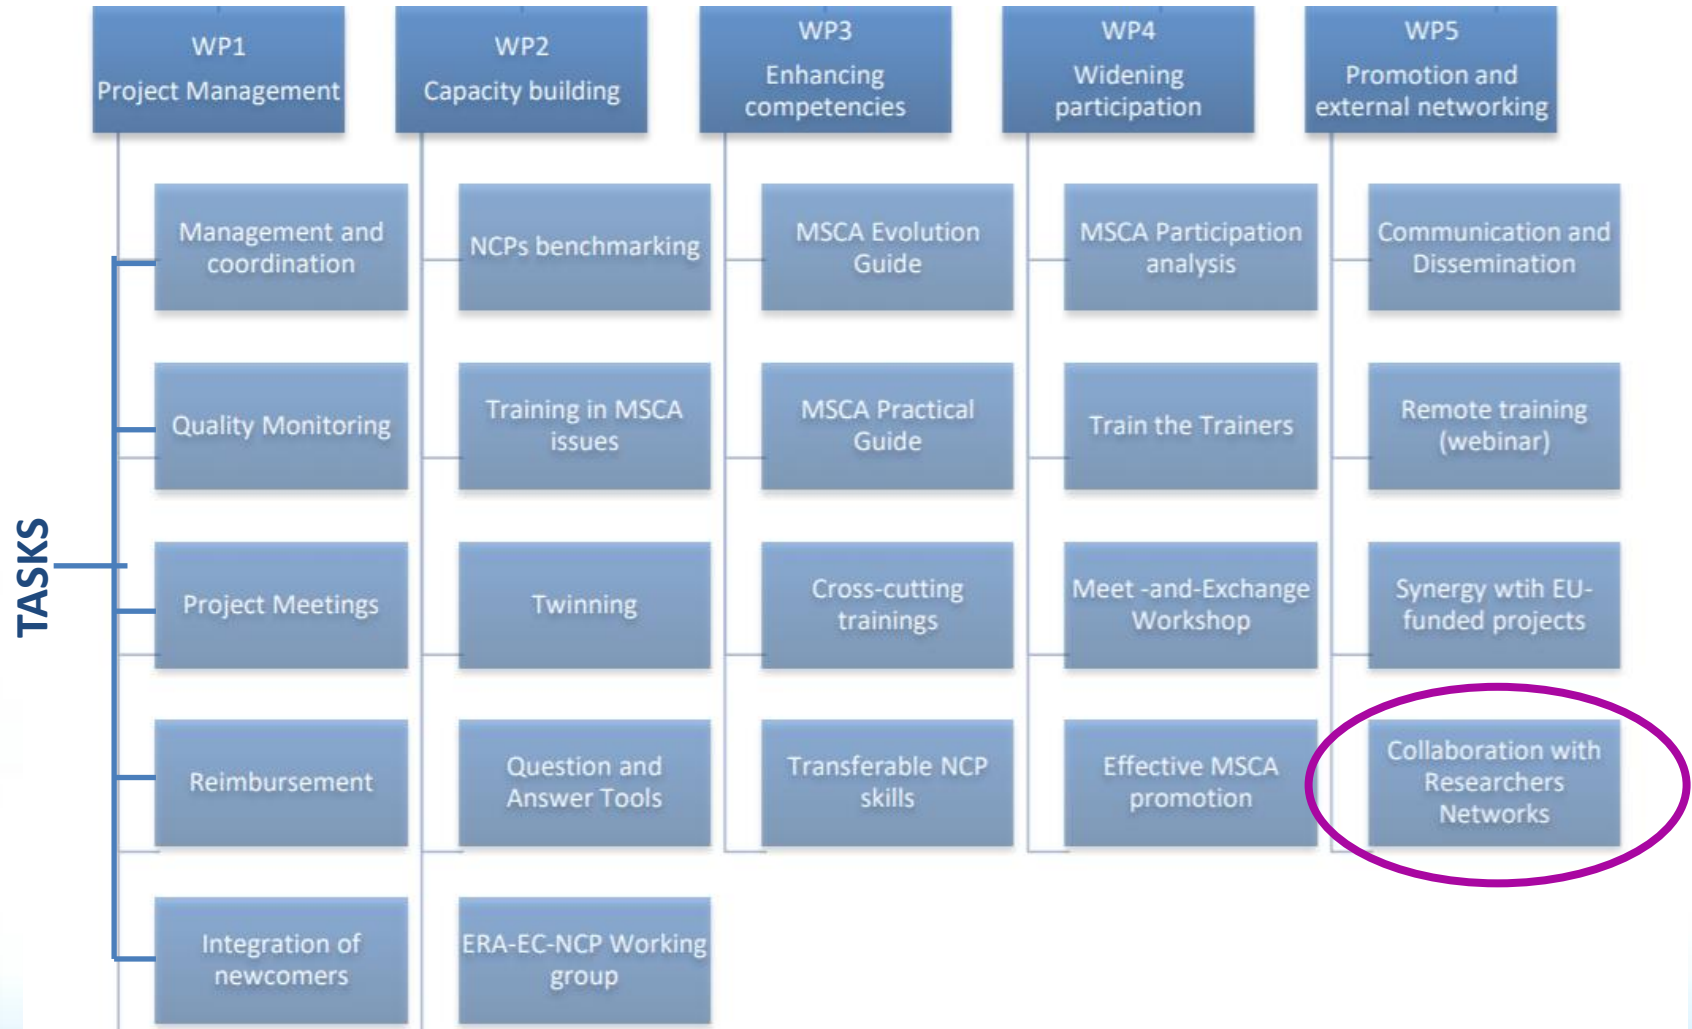 WP1
Project Management
WP2
Capacity building
WP3
Enhancing
competencies
WP4
Widening
participation
WP5
Promotion and
external networking
TASKS
Management and
coordination
NCPs benchmarking
MSCA Evolution
Guide
MSCA Participation
analysis
Communication and
Dissemination
Quality Monitoring
Training in MSCA
issues
MSCA Practical
Guide
Train the Trainers
Remote training
(webinar)
Project Meetings
Twinning
Cross-cutting
trainings
Meet -and-Exchange
Workshop
Synergy wtih EU-
funded projects
Reimbursement
Question and
Answer Tools
Transferable NCP
skills
Effective MSCA
promotion
Collaboration with
Researchers
Networks
Integration of
newcomers
ERA-EC-NCP Working
group